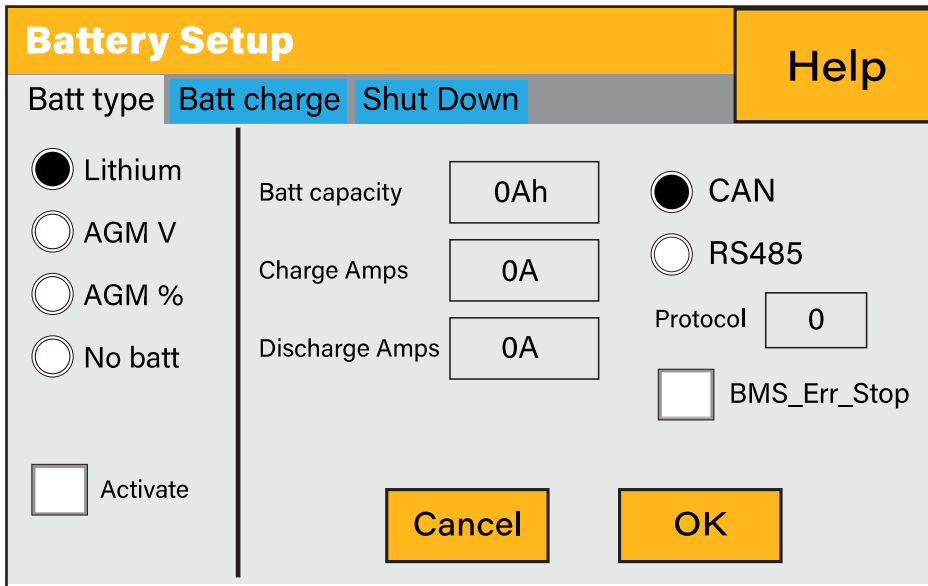 Battery Setup
Help
Batt type Batt charge Shut Down
Lithium
AGM V
AGM %
No batt
Activate
Batt capacity 0Ah
Charge Amps 0A
Discharge Amps 0A
CAN
RS485
Protocol 0
BMS_Err_Stop
Cancel OK